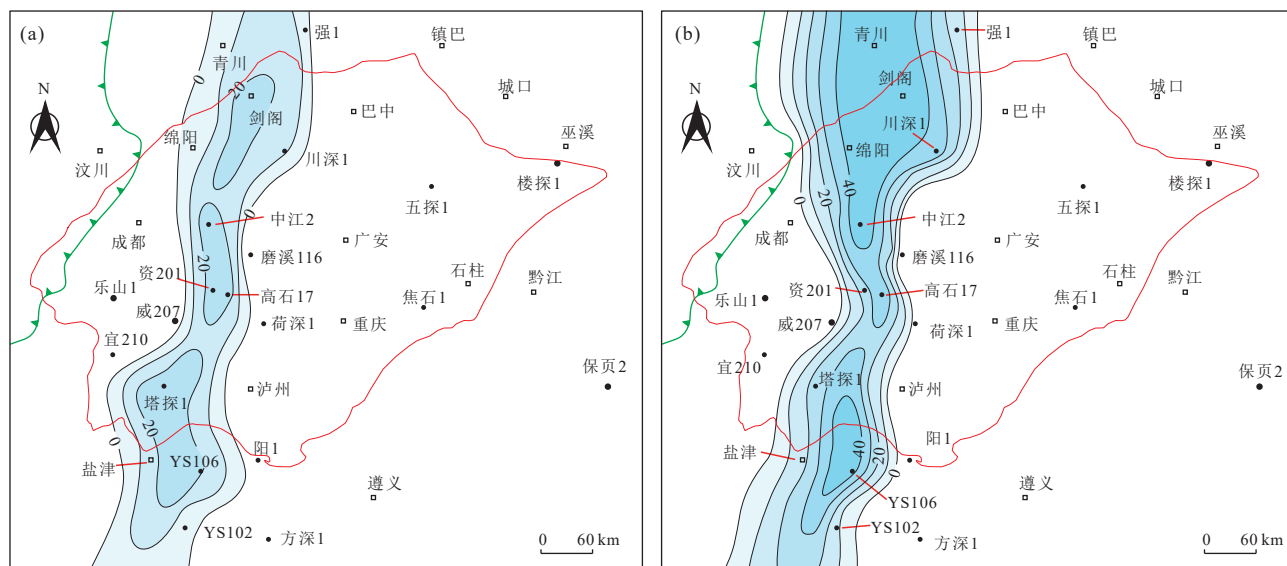 (a)
强1
镇巴
青川
0
20
城口
剑阁
巴中
N
绵阳
川深1
巫溪
汶川
楼探1
五探1
0
中江2
成都
广安
磨溪116
20
资201
石柱
黔江
乐山1
高石17
焦石1
威207
荷深1
重庆
宜210
保页2
塔探1
泸州
0
20
盐津
YS106
阳1
遵义
YS102
方深1
0 60 km
(b)
强1
镇巴
青川
剑阁
城口
巴中
N
川深1
绵阳
巫溪
汶川
楼探1
0
20
40
五探1
中江2
成都
广安
磨溪116
资201
石柱
黔江
乐山1
高石17
焦石1
威207
荷深1
重庆
宜210
保页2
塔探1
泸州
盐津
40
20
0
阳1
YS106
遵义
YS102
方深1
0 60 km